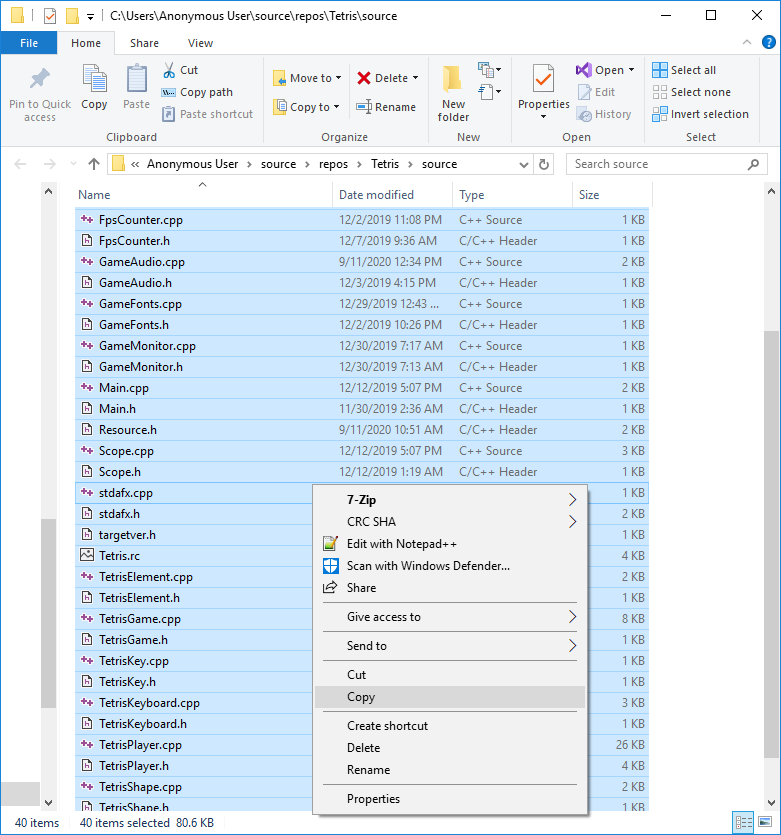 C:\Users\Anonymous User\source\repos\Tetris\source
File Home Share View
Pin to Quick access
Copy
Paste
Cut
Copy path
Paste shortcut
Clipboard
Move to
Copy to
Delete
Rename
Organize
New folder
New
Properties
Open
Edit
History
Open
Select all
Select none
Invert selection
Select
« Anonymous User > source > repos > Tetris > source
Search source
Name Date modified Type Size
FpsCounter.cpp 12/2/2019 11:08 PM C++ Source 1 KB
FpsCounter.h 12/7/2019 9:36 AM C/C++ Header 1 KB
GameAudio.cpp 9/11/2020 12:34 PM C++ Source 2 KB
GameAudio.h 12/3/2019 4:15 PM C/C++ Header 1 KB
GameFonts.cpp 12/29/2019 12:43 ... C++ Source 1 KB
GameFonts.h 12/2/2019 10:26 PM C/C++ Header 1 KB
GameMonitor.cpp 12/30/2019 7:17 AM C++ Source 1 KB
GameMonitor.h 12/30/2019 7:13 AM C/C++ Header 1 KB
Main.cpp 12/12/2019 5:07 PM C++ Source 2 KB
Main.h 11/30/2019 2:36 AM C/C++ Header 1 KB
Resource.h 9/11/2020 10:51 AM C/C++ Header 1 KB
Scope.cpp 12/12/2019 5:07 PM C++ Source 3 KB
Scope.h 12/12/2019 1:19 AM C/C++ Header 1 KB
stdafx.cpp 1 KB
stdafx.h 2 KB
targetver.h 1 KB
Tetris.rc 4 KB
TetrisElement.cpp 2 KB
TetrisElement.h 1 KB
TetrisGame.cpp 8 KB
TetrisGame.h 1 KB
TetrisKey.cpp 1 KB
TetrisKey.h 1 KB
TetrisKeyboard.cpp 3 KB
TetrisKeyboard.h 1 KB
TetrisPlayer.cpp 26 KB
TetrisPlayer.h 1 KB
TetrisShape.cpp 2 KB
TetrisShape.h 1 KB
7-Zip
CRC SHA
Edit with Notepad++
Scan with Windows Defender...
Share
Give access to
Send to
Cut
Copy
Create shortcut
Delete
Rename
Properties
40 items 40 items selected 80.6 KB